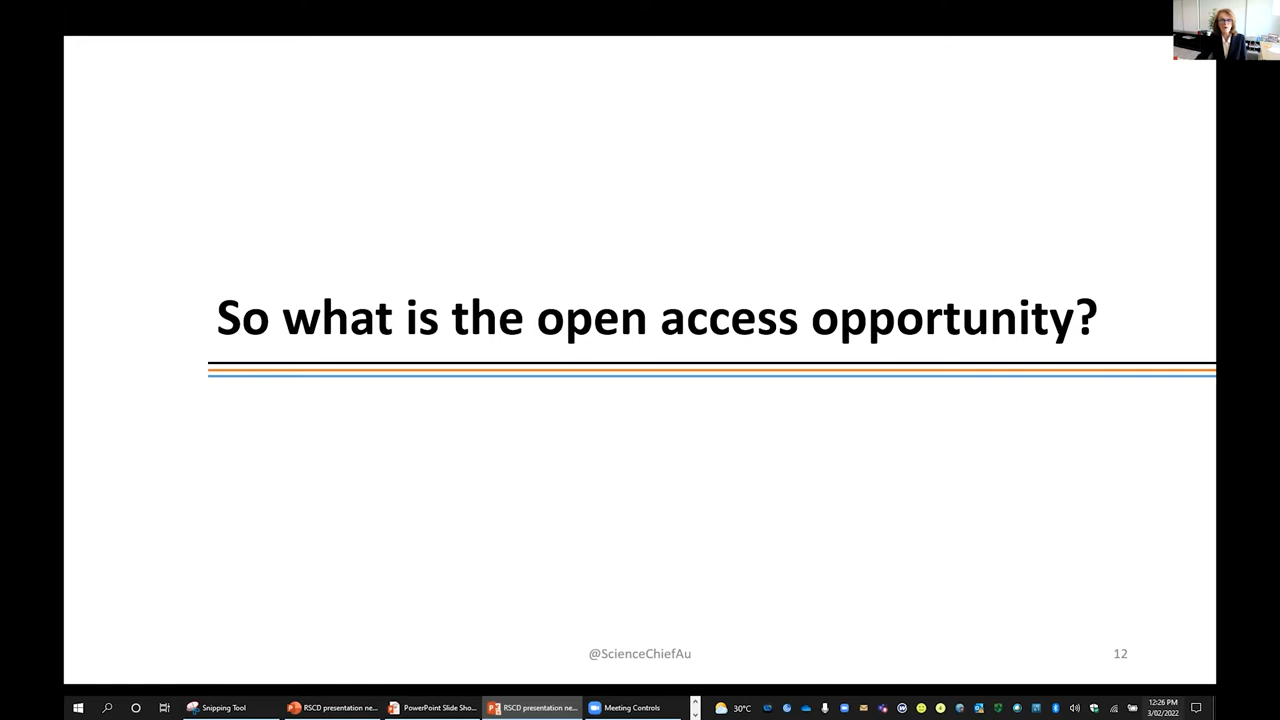 So what is the open access opportunity?
@ScienceChiefAu
12
Snipping Tool
RSCD presentation ne...
PowerPoint Slide Sho...
RSCD presentation ne...
Meeting Controls
30°C
12:26 PM
3/02/2022